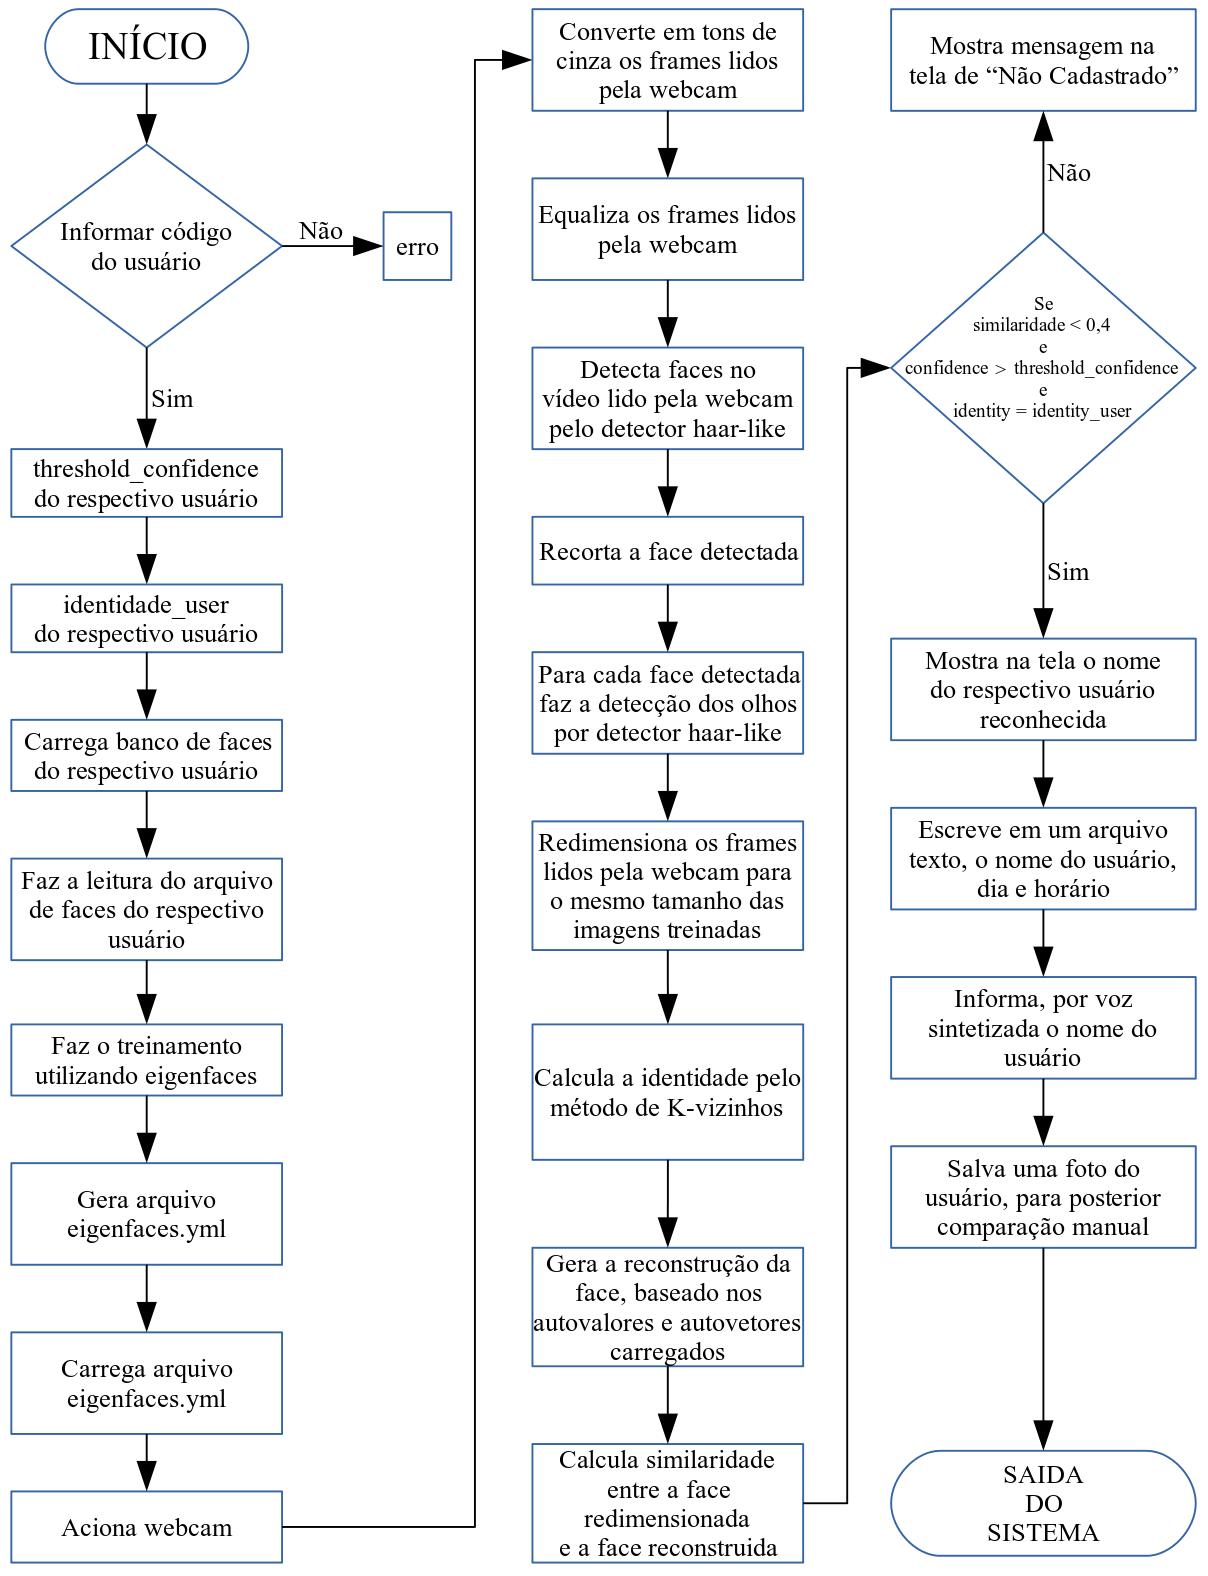 INÍCIO
Informar código
do usuário
Não
erro
Sim
threshold_confidence
do respectivo usuário
identidade_user
do respectivo usuário
Carrega banco de faces
do respectivo usuário
Faz a leitura do arquivo
de faces do respectivo
usuário
Faz o treinamento
utilizando eigenfaces
Gera arquivo
eigenfaces.yml
Carrega arquivo
eigenfaces.yml
Aciona webcam
Converte em tons de
cinza os frames lidos
pela webcam
Equaliza os frames lidos
pela webcam
Detecta faces no
vídeo lido pela webcam
pelo detector haar-like
Recorta a face detectada
Para cada face detectada
faz a detecção dos olhos
por detector haar-like
Redimensiona os frames
lidos pela webcam para
o mesmo tamanho das
imagens treinadas
Calcula a identidade pelo
método de K-vizinhos
Gera a reconstrução da
face, baseado nos
autovalores e autovetores
carregados
Calcula similaridade
entre a face
redimensionada
e a face reconstruida
Mostra mensagem na
tela de “Não Cadastrado”
Não
Se
similaridade < 0,4
e
confidence > threshold_confidence
e
identity = identity_user
Sim
Mostra na tela o nome
do respectivo usuário
reconhecida
Escreve em um arquivo
texto, o nome do usuário,
dia e horário
Informa, por voz
sintetizada o nome do
usuário
Salva uma foto do
usuário, para posterior
comparação manual
SAIDA
DO
SISTEMA